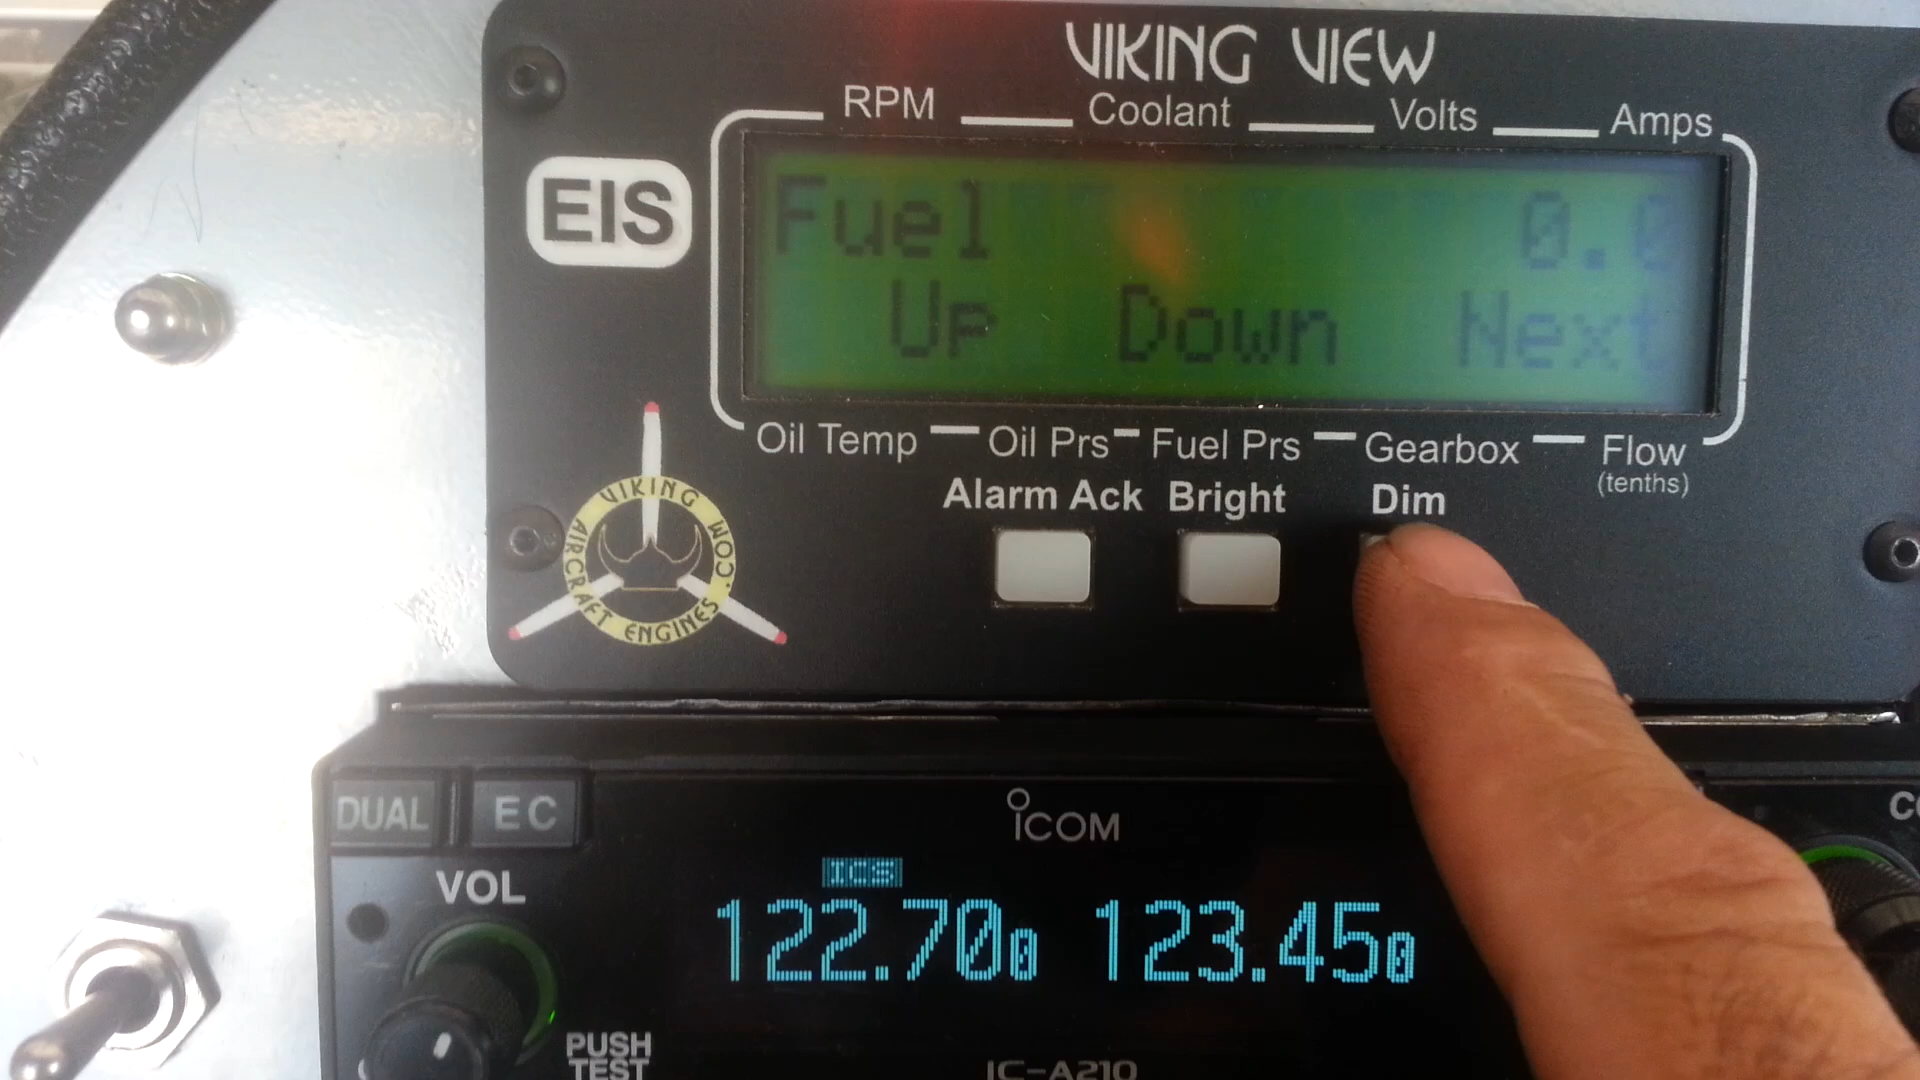 VIKING VIEW
RPM Coolant Volts Amps
EIS
Fuel 0.0
Up Down Next
Oil Temp Oil Prs Fuel Prs Gearbox Flow
(tenths)
Alarm Ack Bright Dim
VIKING AIRCRAFT ENGINES.COM
DUAL EC
ICOM
VOL
ICS
122.700 123.450
PUSH
TEST
IC-A210